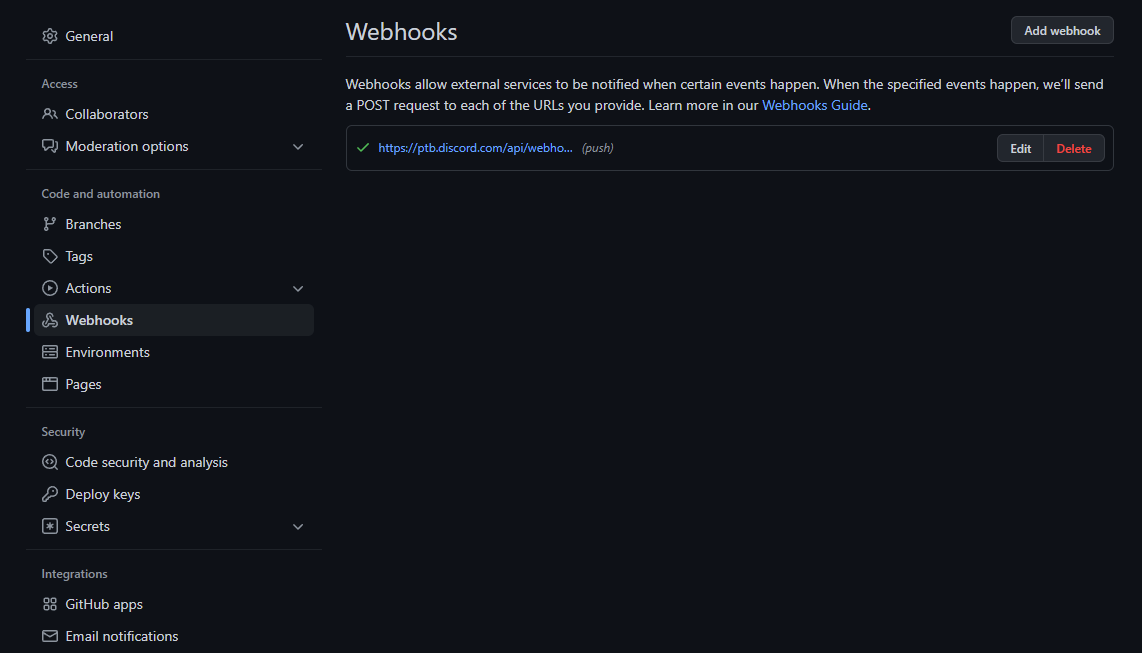 General
Access
Collaborators
Moderation options
Code and automation
Branches
Tags
Actions
Webhooks
Environments
Pages
Security
Code security and analysis
Deploy keys
Secrets
Integrations
GitHub apps
Email notifications
Webhooks
Add webhook
Webhooks allow external services to be notified when certain events happen. When the specified events happen, we’ll send
a POST request to each of the URLs you provide. Learn more in our Webhooks Guide.
https://ptb.discord.com/api/webho... (push)
Edit
Delete